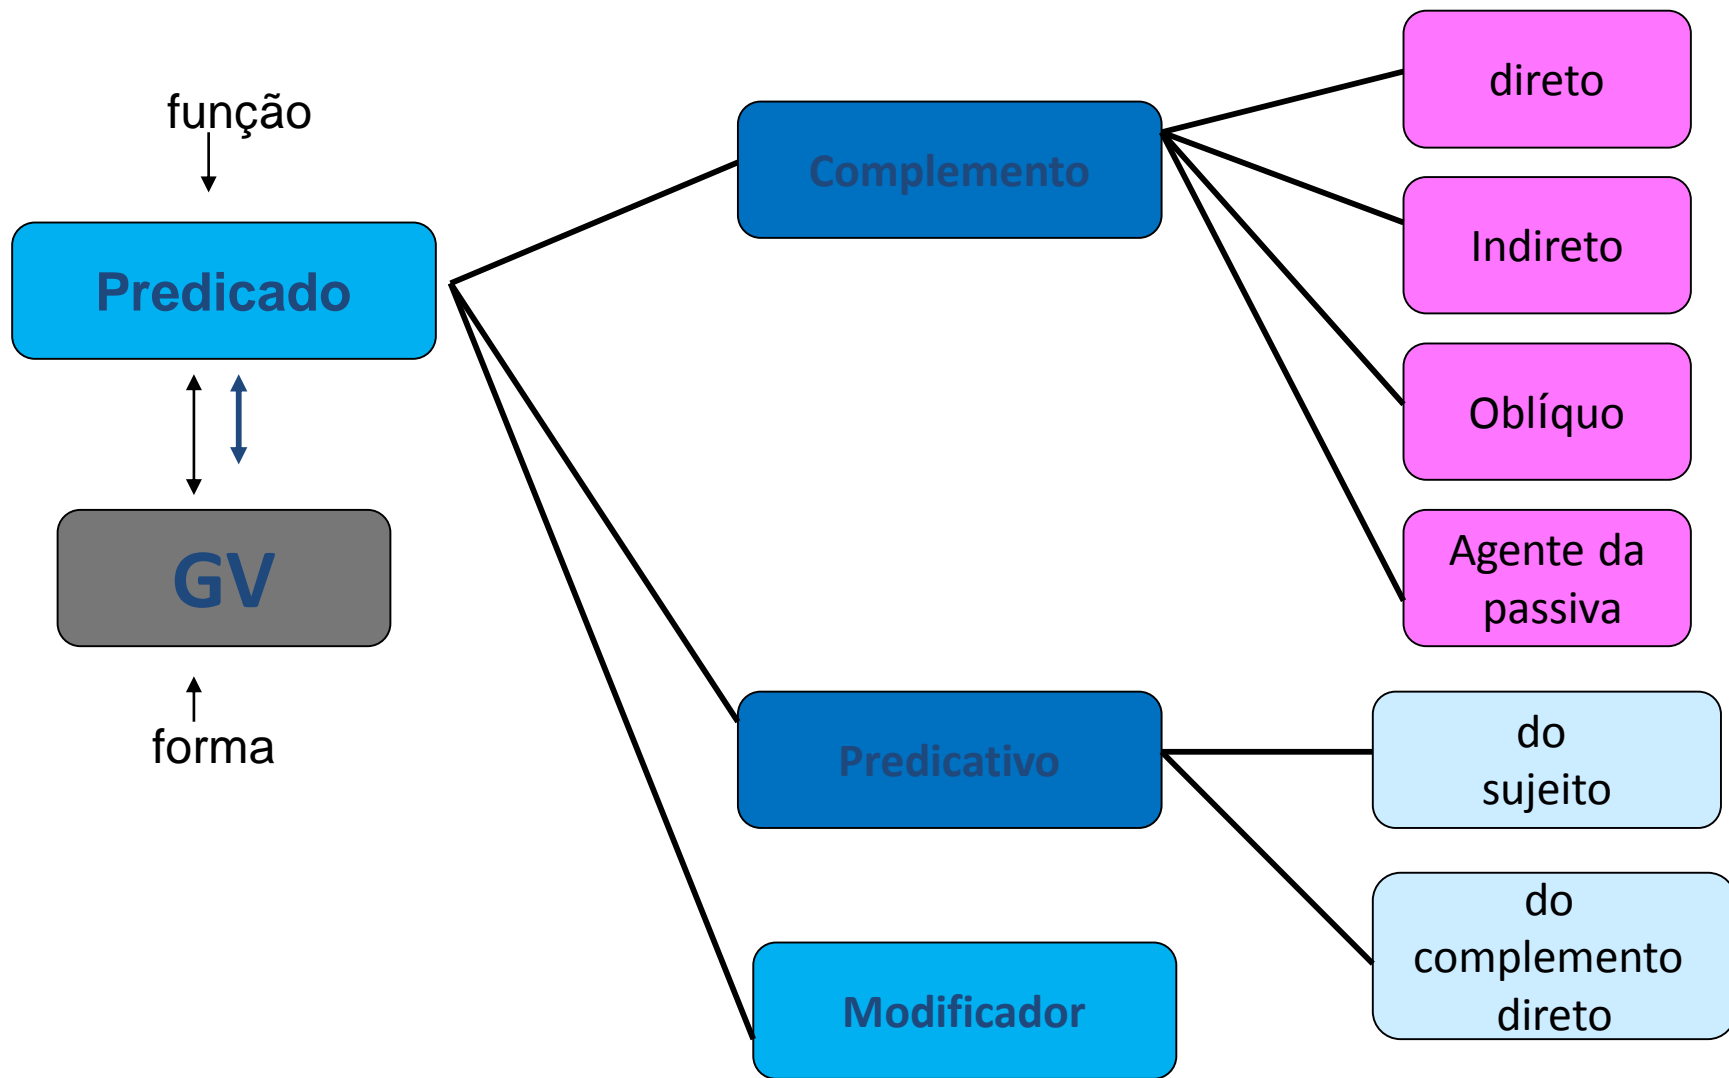 função
Predicado
GV
forma
Complemento
direto
Indireto
Oblíquo
Agente da
passiva
Predicativo
do
sujeito
do
complemento
direto
Modificador